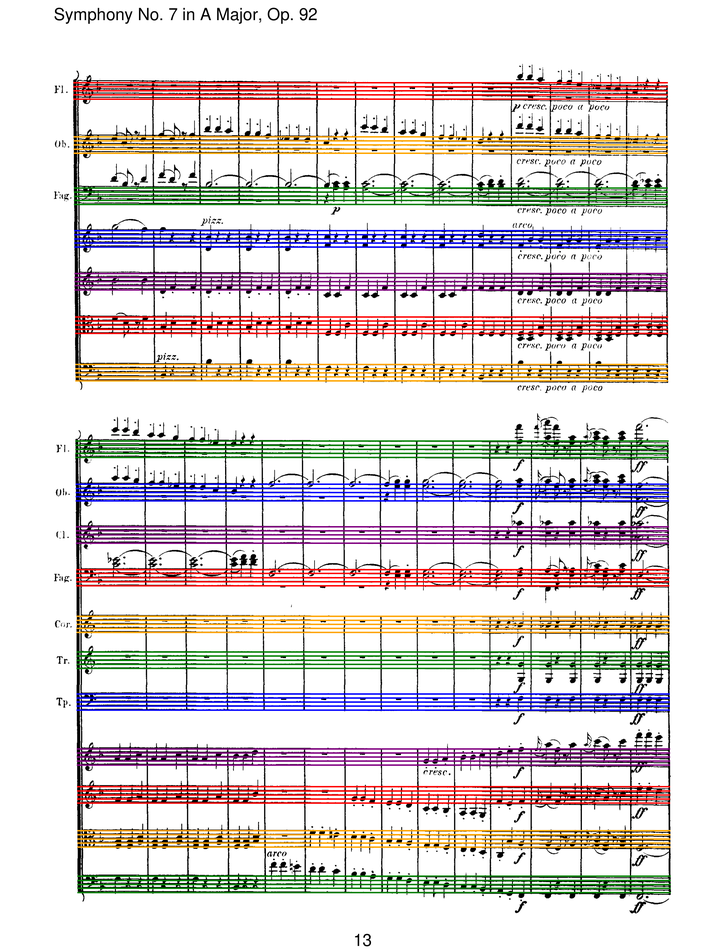 Symphony No. 7 in A Major, Op. 92
Fl.
p cresc. poco a poco
Ob.
cresc. poco a poco
Fag.
p
cresc. poco a poco
pizz.
arco
cresc. poco a poco
cresc. poco a poco
cresc. poco a poco
pizz.
cresc. poco a poco
Fl.
f ff
Ob.
f ff
Cl.
f ff
Fag.
f ff
Cor.
f ff
Tr.
f ff
Tp.
f ff
cresc. f ff
f ff
f ff
arco
f ff
13